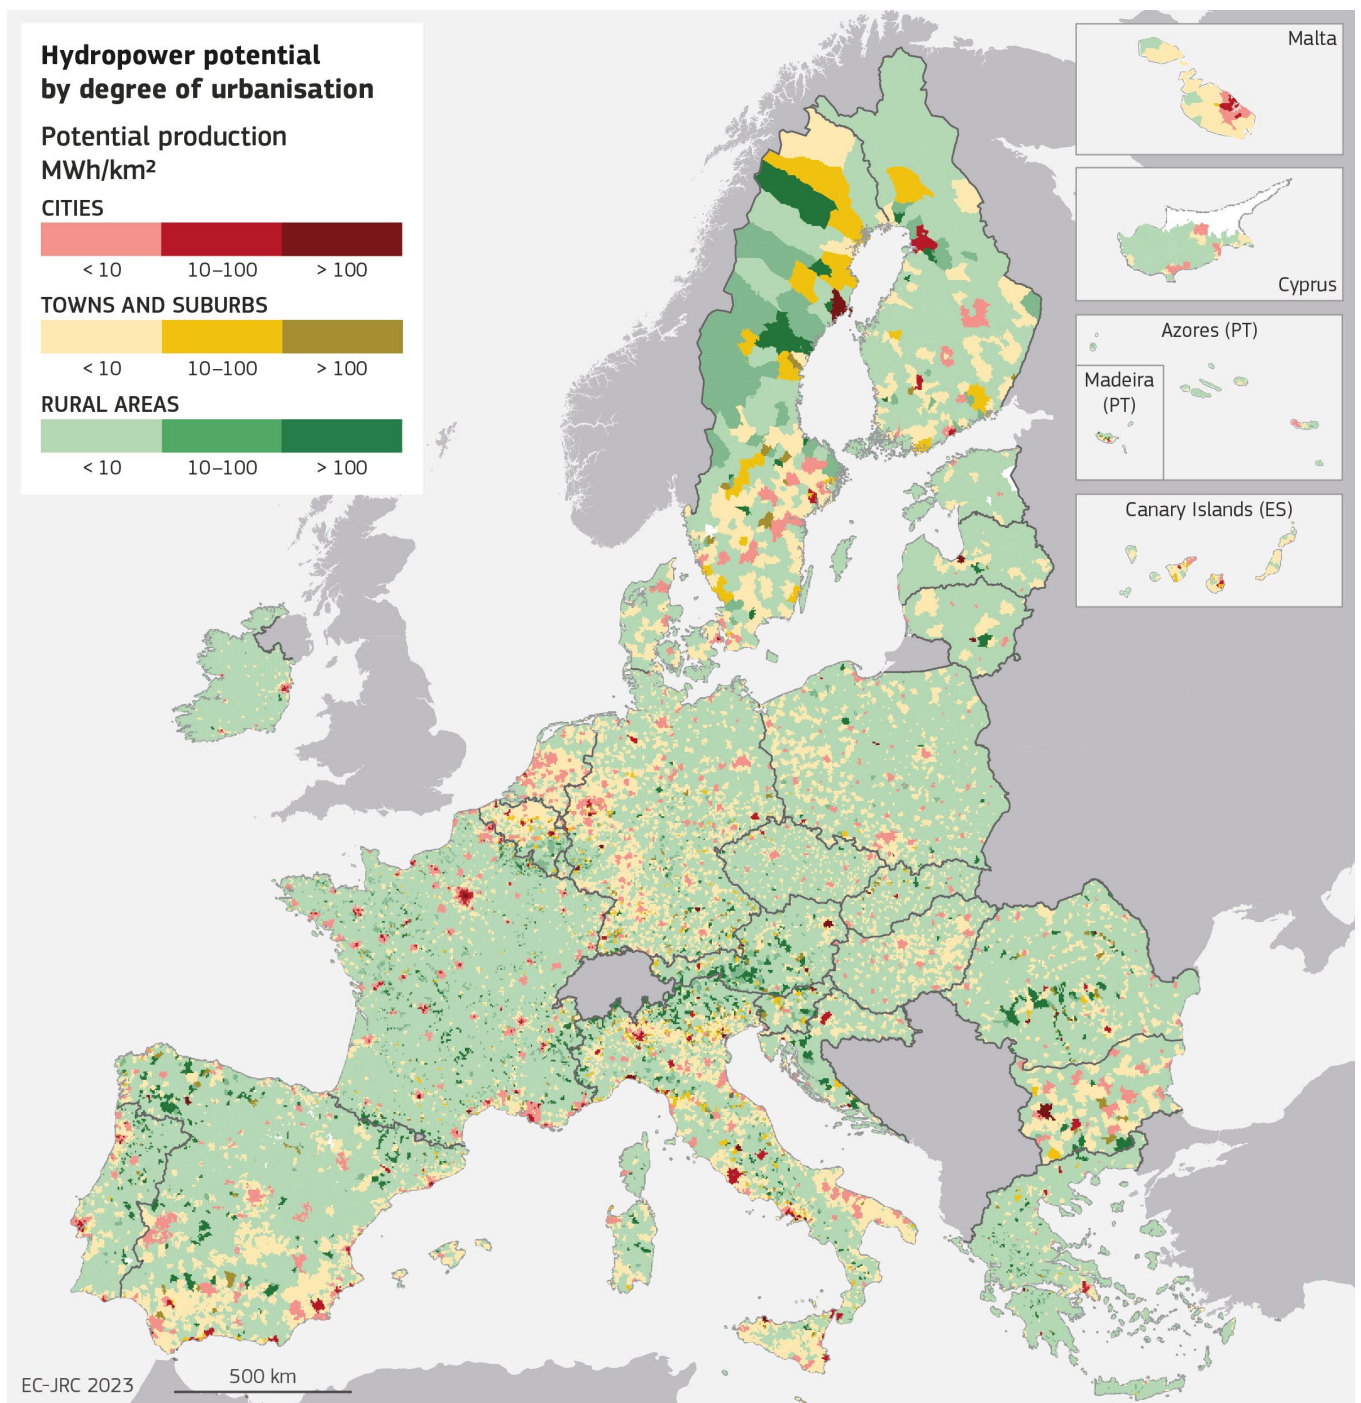 Hydropower potential
by degree of urbanisation
Potential production
MWh/km²
CITIES
< 10 10–100 > 100
TOWNS AND SUBURBS
< 10 10–100 > 100
RURAL AREAS
< 10 10–100 > 100
Malta
Cyprus
Azores (PT)
Madeira
(PT)
Canary Islands (ES)
EC-JRC 2023
500 km